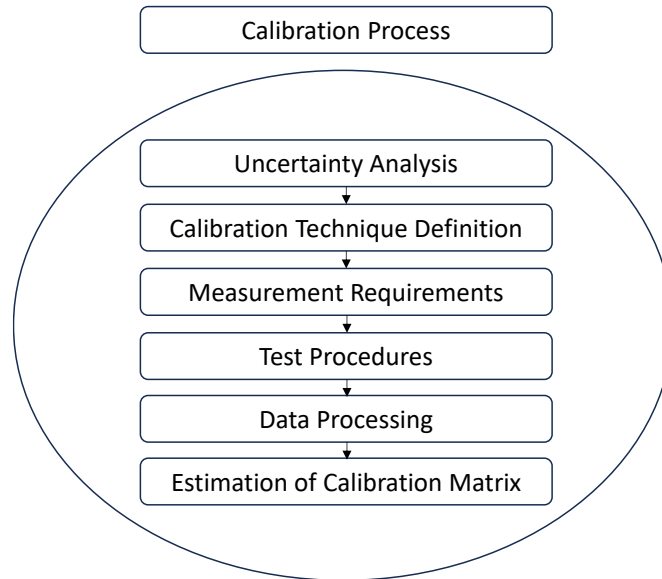 Calibration Process
Uncertainty Analysis
Calibration Technique Definition
Measurement Requirements
Test Procedures
Data Processing
Estimation of Calibration Matrix